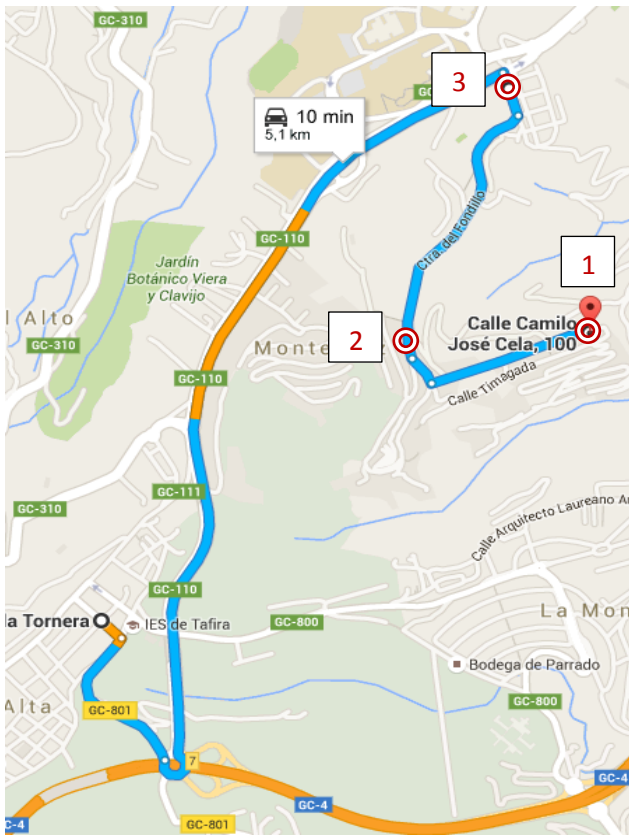 GC-310
3
GC
10 min
5,1 km
Ctra. del Fondillo
GC-110
Jardín
Botánico Viera
y Clavijo
1
l Alto
Calle Camilo
José Cela, 100
2
Monte
GC-310
Calle Timagada
GC-110
GC-111
GC-310
Calle Arquitecto Laureano Ar
GC-110
la Tornera
IES de Tafira
GC-800
La Mon
Bodega de Parrado
Alta
GC-801
GC-800
7
GC-4
GC-4
C-4
GC-801